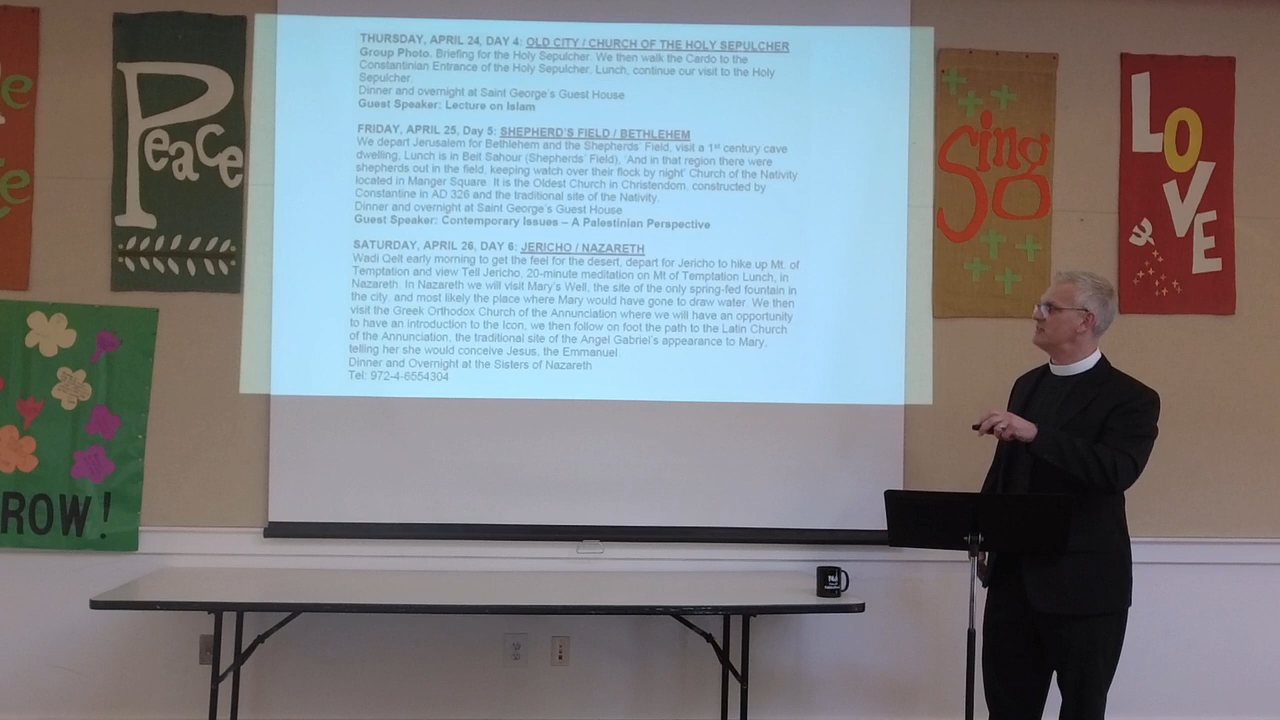 THURSDAY, APRIL 24, DAY 4: OLD CITY / CHURCH OF THE HOLY SEPULCHER
Group Photo. Briefing for the Holy Sepulcher. We then walk the Cardo to the
Constantinian Entrance of the Holy Sepulcher. Lunch, continue our visit to the Holy
Sepulcher.
Dinner and overnight at Saint George's Guest House
Guest Speaker: Lecture on Islam
FRIDAY, APRIL 25, Day 5: SHEPHERD'S FIELD / BETHLEHEM
We depart Jerusalem for Bethlehem and the Shepherds' Field, visit a 1st century cave
dwelling, Lunch is in Beit Sahour (Shepherds' Field), 'And in that region there were
shepherds out in the field, keeping watch over their flock by night' Church of the Nativity
located in Manger Square. It is the Oldest Church in Christendom, constructed by
Constantine in AD 326 and the traditional site of the Nativity.
Dinner and overnight at Saint George's Guest House
Guest Speaker: Contemporary Issues – A Palestinian Perspective
SATURDAY, APRIL 26, DAY 6: JERICHO / NAZARETH
Wadi Qelt early morning to get the feel for the desert, depart for Jericho to hike up Mt. of
Temptation and view Tell Jericho, 20-minute meditation on Mt of Temptation Lunch, in
Nazareth. In Nazareth we will visit Mary's Well, the site of the only spring-fed fountain in
the city, and most likely the place where Mary would have gone to draw water. We then
visit the Greek Orthodox Church of the Annunciation where we will have an opportunity
to have an introduction to the Icon, we then follow on foot the path to the Latin Church
of the Annunciation, the traditional site of the Angel Gabriel's appearance to Mary,
telling her she would conceive Jesus, the Emmanuel
Dinner and Overnight at the Sisters of Nazareth
Tel: 972-4-6554304
Peace
Sing
SO
LOVE
ROW!